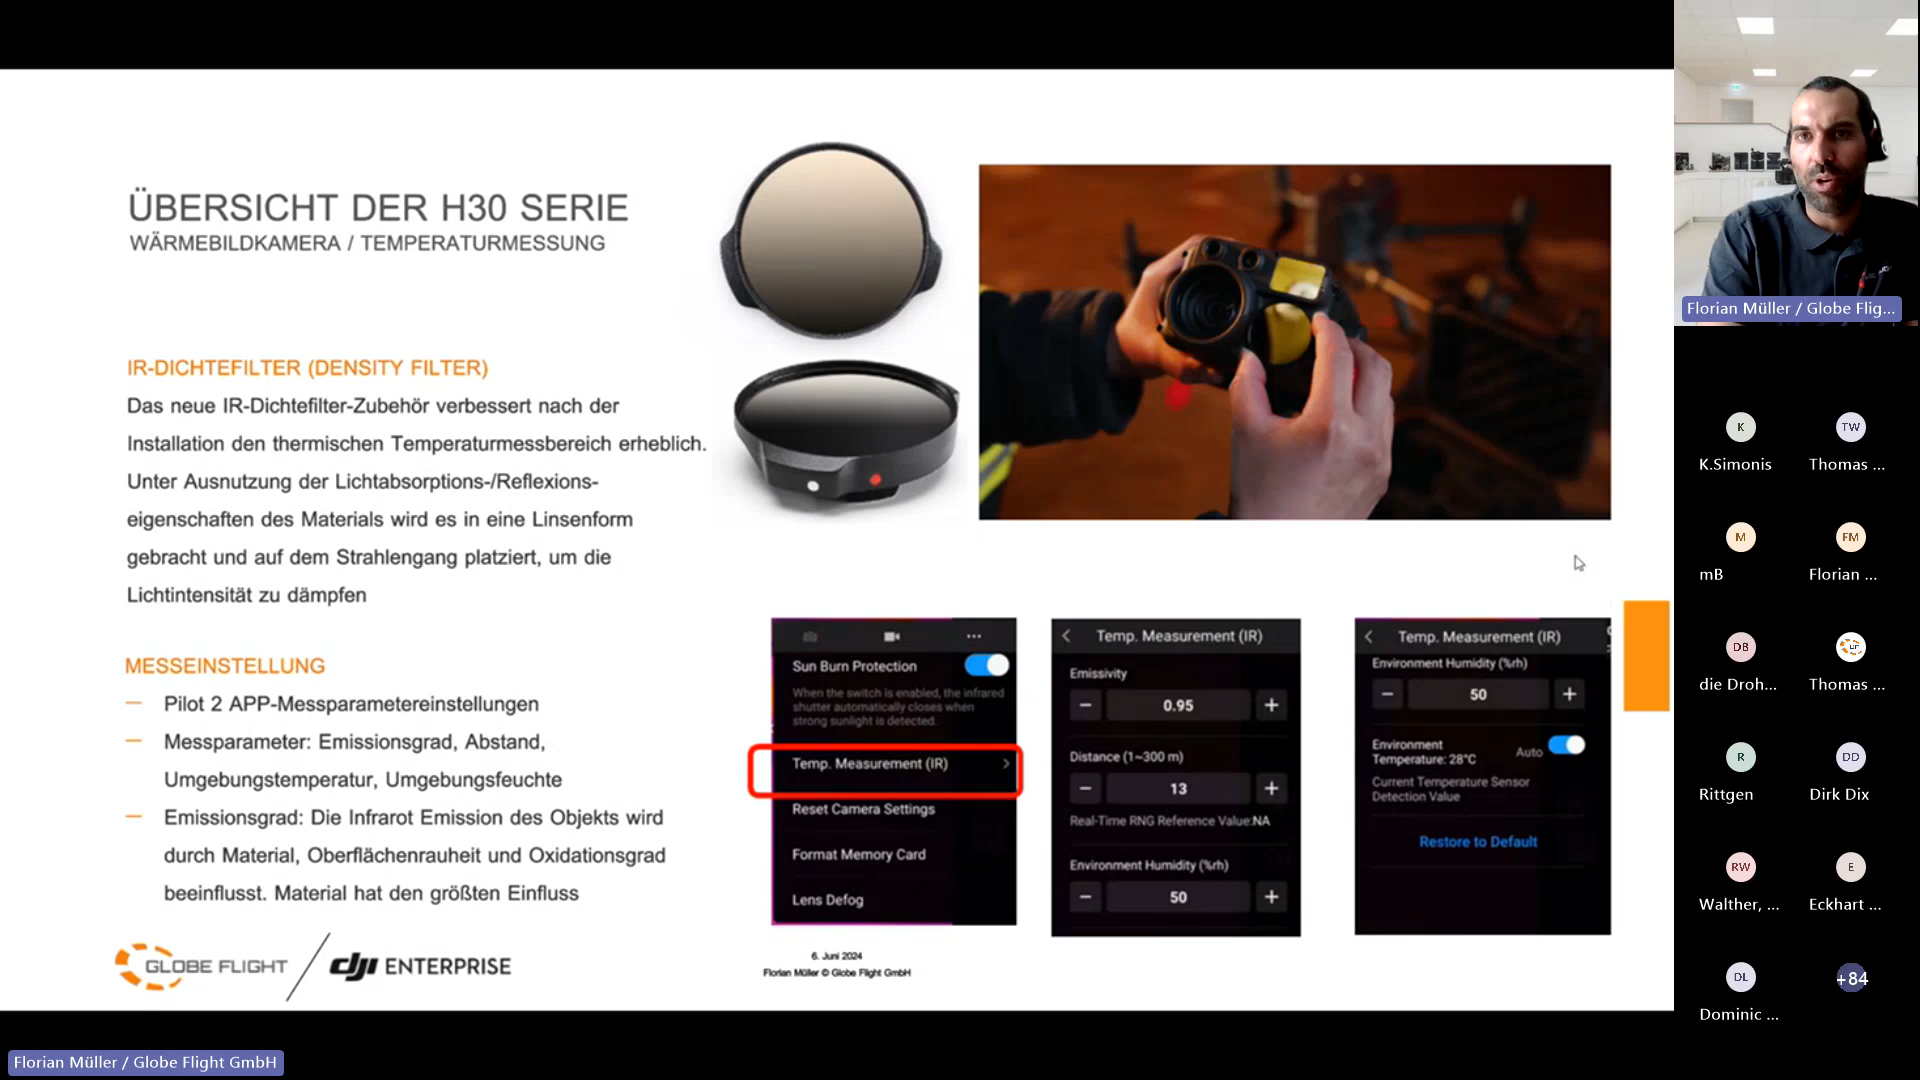 ÜBERSICHT DER H30 SERIE
WÄRMEBILDKAMERA / TEMPERATURMESSUNG
IR-DICHTEFILTER (DENSITY FILTER)
Das neue IR-Dichtefilter-Zubehör verbessert nach der
Installation den thermischen Temperaturmessbereich erheblich.
Unter Ausnutzung der Lichtabsorptions-/Reflexions-
eigenschaften des Materials wird es in eine Linsenform
gebracht und auf dem Strahlengang platziert, um die
Lichtintensität zu dämpfen
MESSEINSTELLUNG
— Pilot 2 APP-Messparametereinstellungen
— Messparameter: Emissionsgrad, Abstand,
Umgebungstemperatur, Umgebungsfeuchte
— Emissionsgrad: Die Infrarot Emission des Objekts wird
durch Material, Oberflächenrauheit und Oxidationsgrad
beeinflusst. Material hat den größten Einfluss
GLOBE FLIGHT
dji ENTERPRISE
Sun Burn Protection
When the switch is enabled, the infrared
shutter automatically closes when
strong sunlight is detected.
Temp. Measurement (IR)
Reset Camera Settings
Format Memory Card
Lens Defog
Temp. Measurement (IR)
Emissivity
− 0.95 +
Distance (1~300 m)
− 13 +
Real-Time RNG Reference Value:NA
Environment Humidity (%rh)
− 50 +
Temp. Measurement (IR)
Environment Humidity (%rh)
− 50 +
Environment
Temperature: 28°C
Auto
Current Temperature Sensor
Detection Value
Restore to Default
6. Juni 2024
Florian Müller © Globe Flight GmbH
Florian Müller / Globe Flig...
K
K.Simonis
TW
Thomas ...
M
mB
FM
Florian ...
DB
die Droh...
Thomas ...
R
Rittgen
DD
Dirk Dix
RW
Walther, ...
E
Eckhart ...
DL
Dominic ...
+84
Florian Müller / Globe Flight GmbH